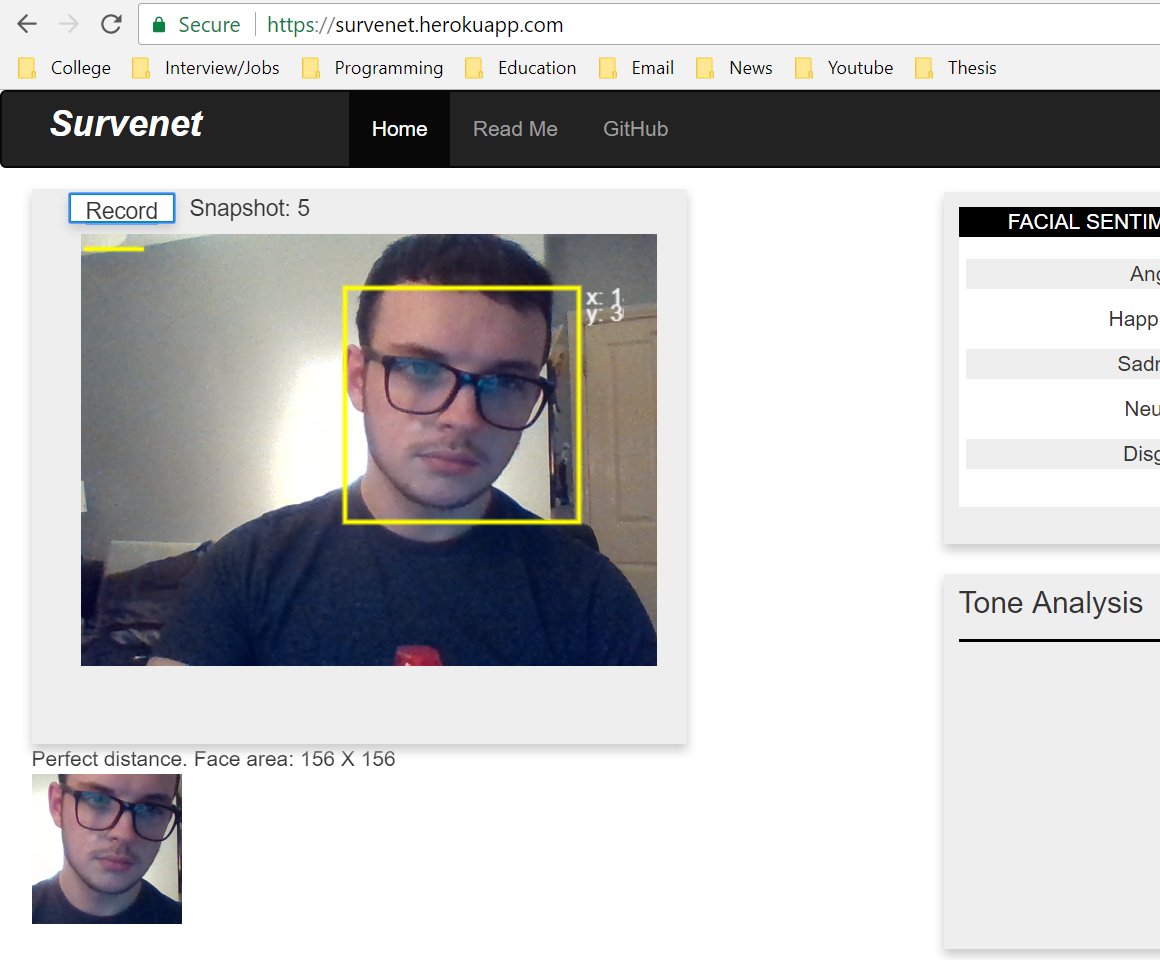 Secure https://survenet.herokuapp.com
College Interview/Jobs Programming Education Email News Youtube Thesis
Survenet Home Read Me GitHub
Record Snapshot: 5
x: 1
y: 3
Perfect distance. Face area: 156 X 156
FACIAL SENTIM
Ang
Happ
Sadn
Neu
Disg
Tone Analysis